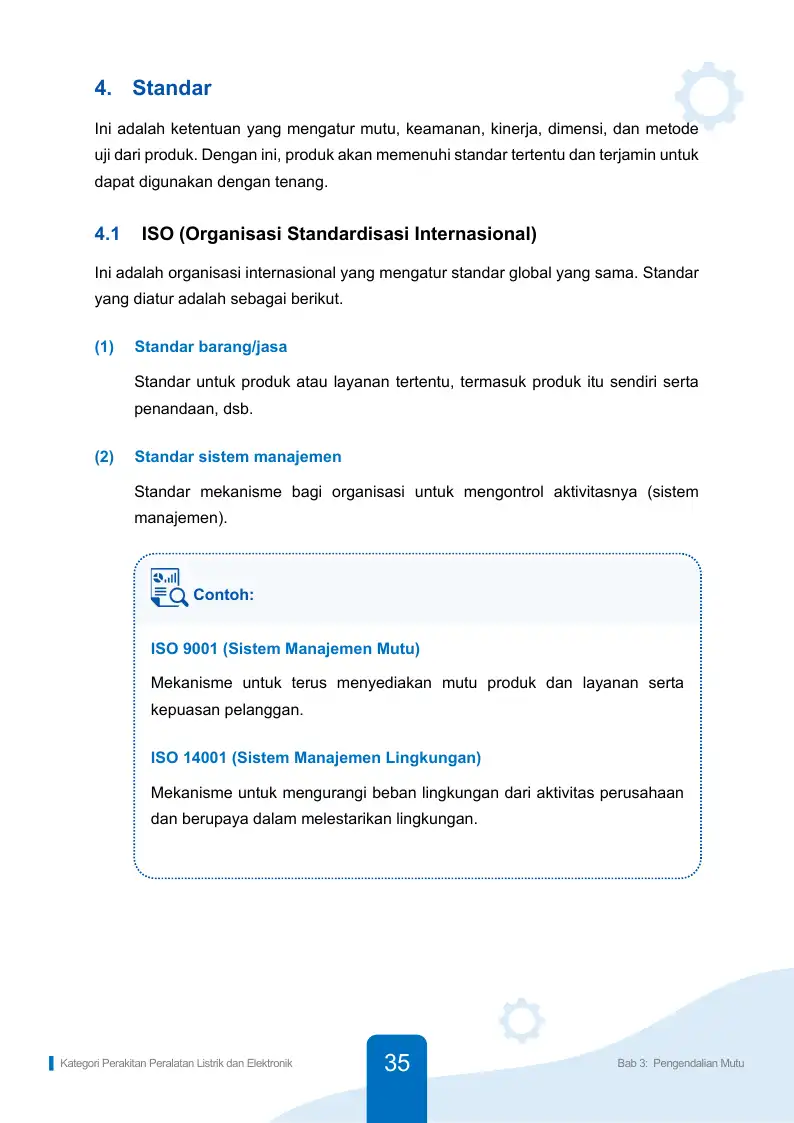 4. Standar
Ini adalah ketentuan yang mengatur mutu, keamanan, kinerja, dimensi, dan metode
uji dari produk. Dengan ini, produk akan memenuhi standar tertentu dan terjamin untuk
dapat digunakan dengan tenang.
4.1 ISO (Organisasi Standardisasi Internasional)
Ini adalah organisasi internasional yang mengatur standar global yang sama. Standar
yang diatur adalah sebagai berikut.
(1) Standar barang/jasa
Standar untuk produk atau layanan tertentu, termasuk produk itu sendiri serta
penandaan, dsb.
(2) Standar sistem manajemen
Standar mekanisme bagi organisasi untuk mengontrol aktivitasnya (sistem
manajemen).
Contoh:
ISO 9001 (Sistem Manajemen Mutu)
Mekanisme untuk terus menyediakan mutu produk dan layanan serta
kepuasan pelanggan.
ISO 14001 (Sistem Manajemen Lingkungan)
Mekanisme untuk mengurangi beban lingkungan dari aktivitas perusahaan
dan berupaya dalam melestarikan lingkungan.
Kategori Perakitan Peralatan Listrik dan Elektronik
35
Bab 3: Pengendalian Mutu